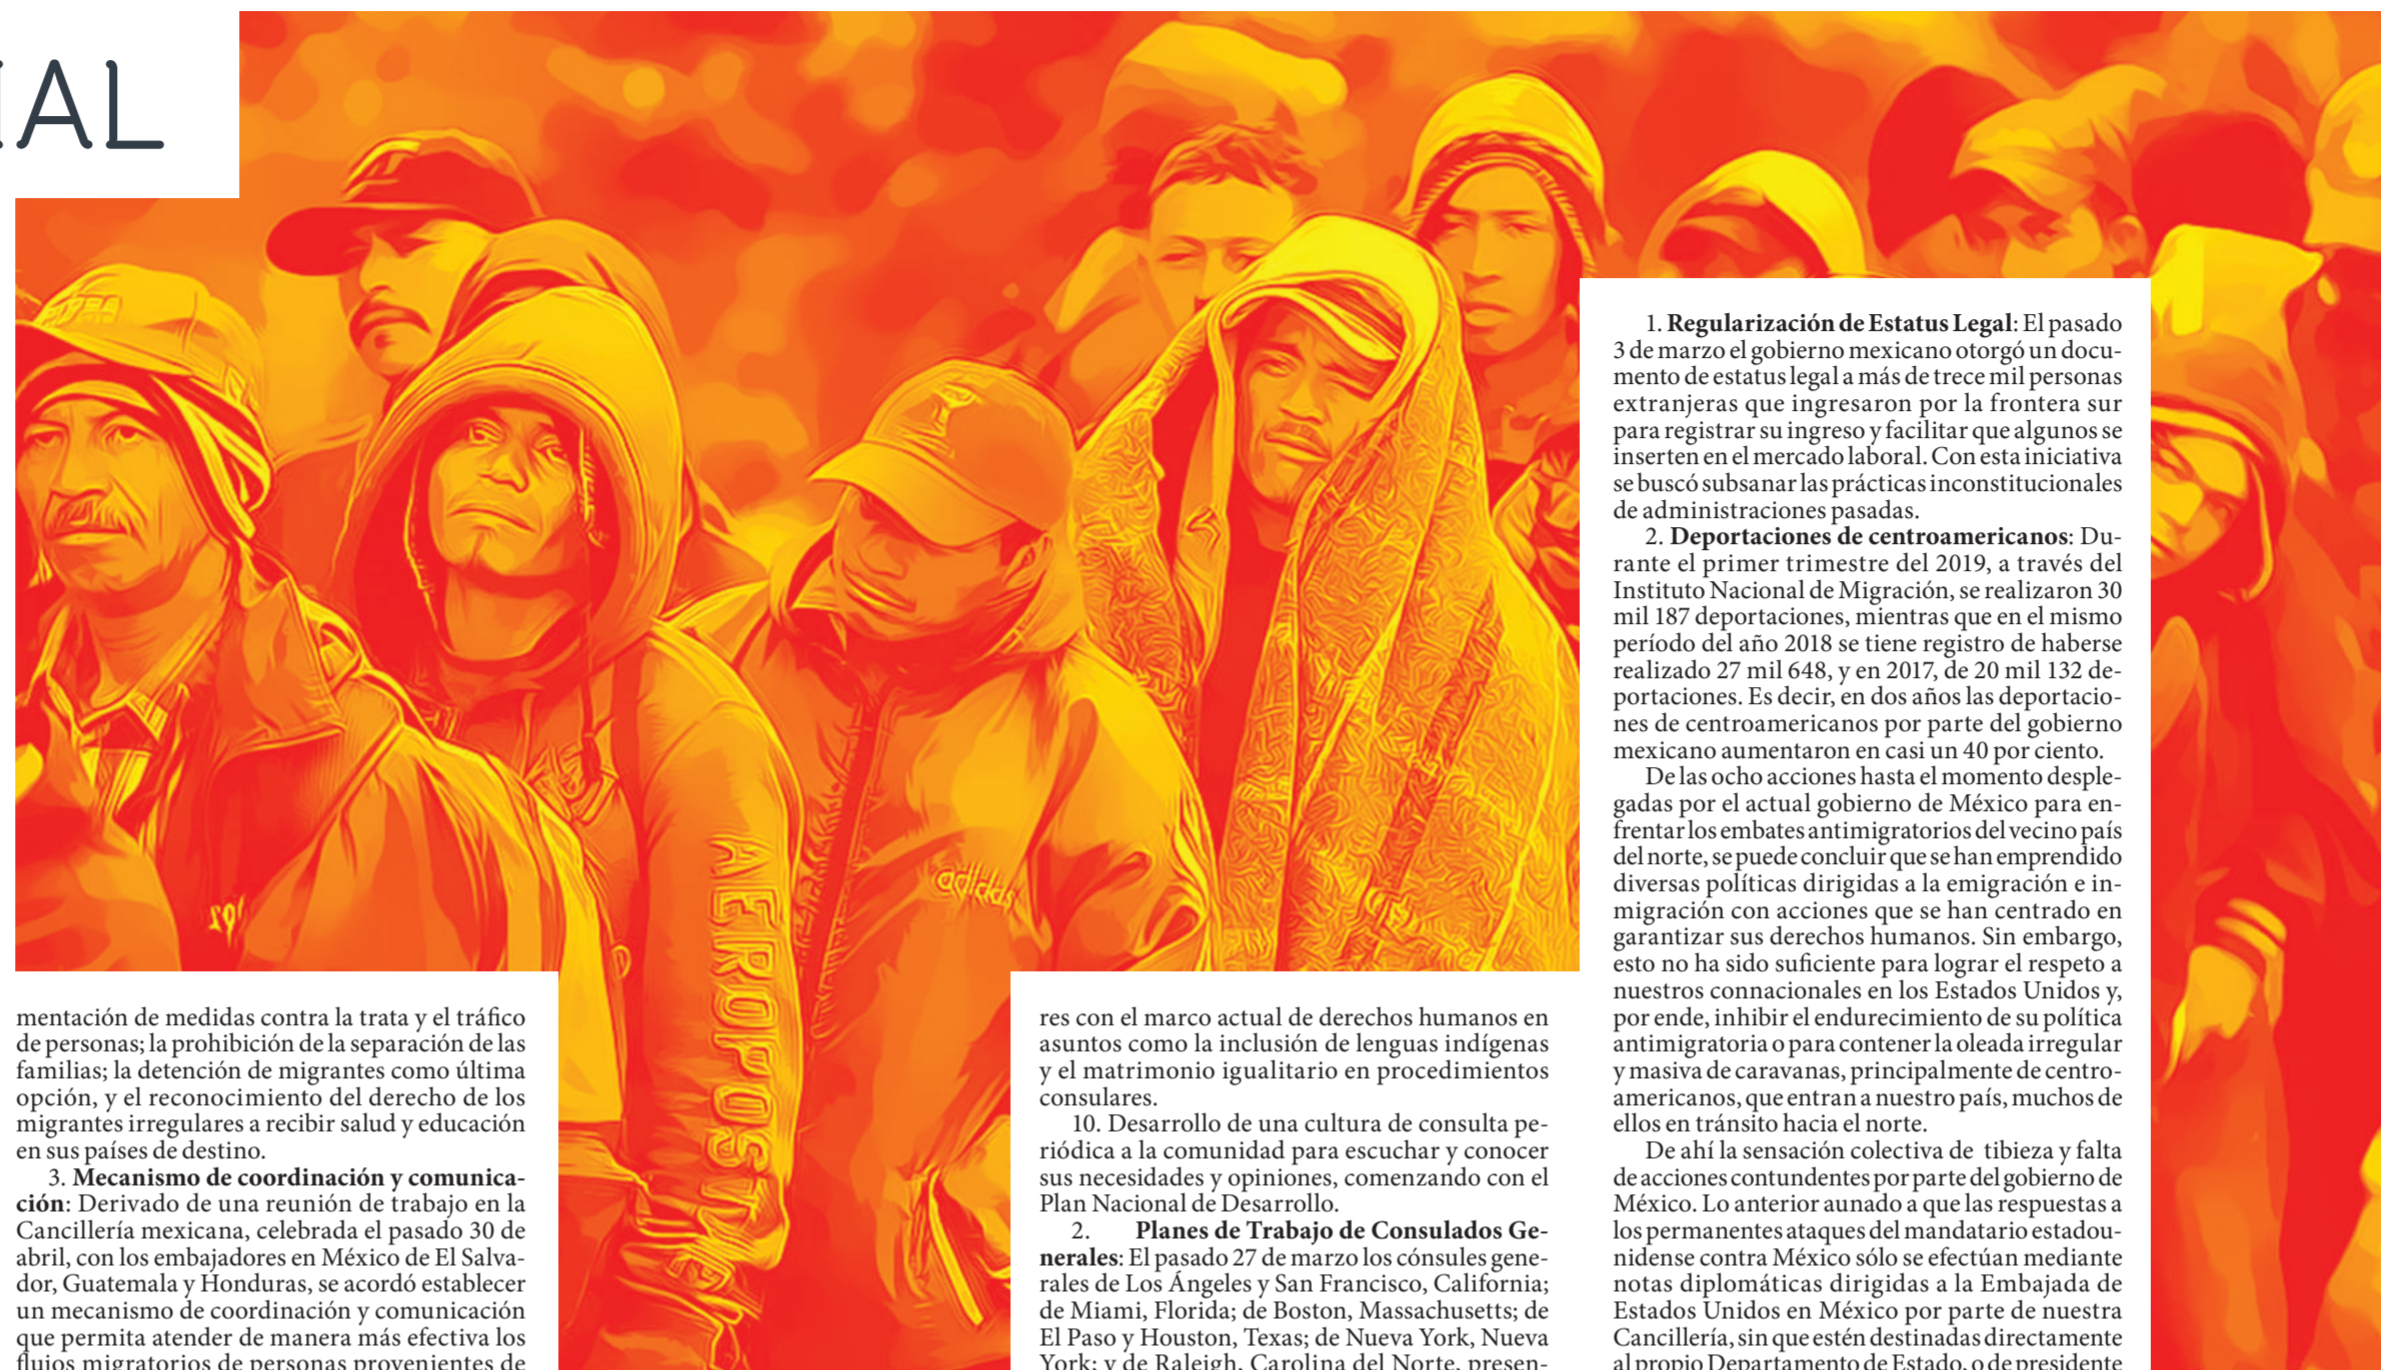 IAL
AEROPOSTALE
adidas
mentación de medidas contra la trata y el tráfico
de personas; la prohibición de la separación de las
familias; la detención de migrantes como última
opción, y el reconocimiento del derecho de los
migrantes irregulares a recibir salud y educación
en sus países de destino.
3. Mecanismo de coordinación y comunica-
ción: Derivado de una reunión de trabajo en la
Cancillería mexicana, celebrada el pasado 30 de
abril, con los embajadores en México de El Salva-
dor, Guatemala y Honduras, se acordó establecer
un mecanismo de coordinación y comunicación
que permita atender de manera más efectiva los
flujos migratorios de personas provenientes de
res con el marco actual de derechos humanos en
asuntos como la inclusión de lenguas indígenas
y el matrimonio igualitario en procedimientos
consulares.
10. Desarrollo de una cultura de consulta pe-
riódica a la comunidad para escuchar y conocer
sus necesidades y opiniones, comenzando con el
Plan Nacional de Desarrollo.
2. Planes de Trabajo de Consulados Ge-
nerales: El pasado 27 de marzo los cónsules gene-
rales de Los Ángeles y San Francisco, California;
de Miami, Florida; de Boston, Massachusetts; de
El Paso y Houston, Texas; de Nueva York, Nueva
York; y de Raleigh, Carolina del Norte, presen-
1. Regularización de Estatus Legal: El pasado
3 de marzo el gobierno mexicano otorgó un docu-
mento de estatus legal a más de trece mil personas
extranjeras que ingresaron por la frontera sur
para registrar su ingreso y facilitar que algunos se
inserten en el mercado laboral. Con esta iniciativa
se buscó subsanar las prácticas inconstitucionales
de administraciones pasadas.
2. Deportaciones de centroamericanos: Du-
rante el primer trimestre del 2019, a través del
Instituto Nacional de Migración, se realizaron 30
mil 187 deportaciones, mientras que en el mismo
período del año 2018 se tiene registro de haberse
realizado 27 mil 648, y en 2017, de 20 mil 132 de-
portaciones. Es decir, en dos años las deportacio-
nes de centroamericanos por parte del gobierno
mexicano aumentaron en casi un 40 por ciento.
De las ocho acciones hasta el momento desple-
gadas por el actual gobierno de México para en-
frentar los embates antimigratorios del vecino país
del norte, se puede concluir que se han emprendido
diversas políticas dirigidas a la emigración e in-
migración con acciones que se han centrado en
garantizar sus derechos humanos. Sin embargo,
esto no ha sido suficiente para lograr el respeto a
nuestros connacionales en los Estados Unidos y,
por ende, inhibir el endurecimiento de su política
antimigratoria o para contener la oleada irregular
y masiva de caravanas, principalmente de centro-
americanos, que entran a nuestro país, muchos de
ellos en tránsito hacia el norte.
De ahí la sensación colectiva de tibieza y falta
de acciones contundentes por parte del gobierno de
México. Lo anterior aunado a que las respuestas a
los permanentes ataques del mandatario estadou-
nidense contra México sólo se efectúan mediante
notas diplomáticas dirigidas a la Embajada de
Estados Unidos en México por parte de nuestra
Cancillería, sin que estén destinadas directamente
al propio Departamento de Estado, o de presidente